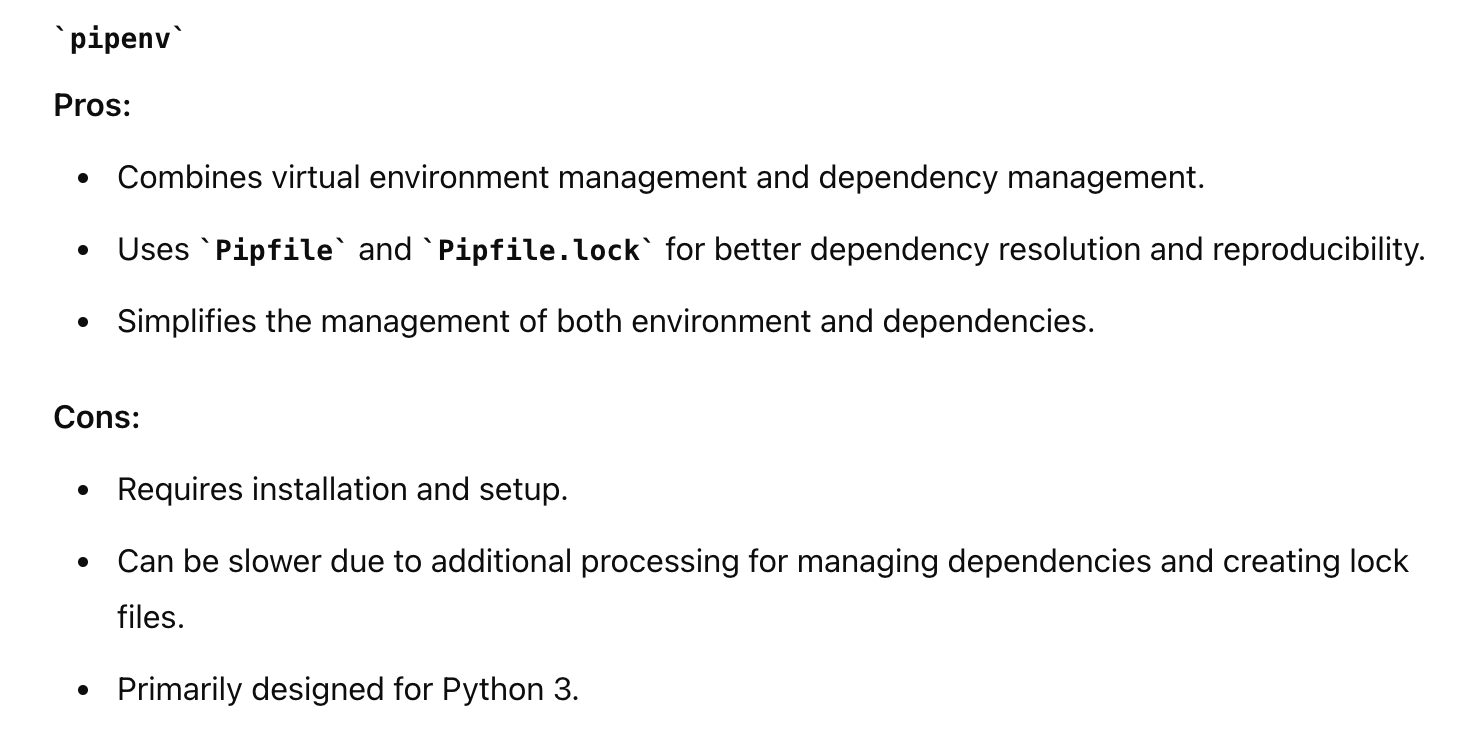 `pipenv`
Pros:
• Combines virtual environment management and dependency management.
• Uses `Pipfile` and `Pipfile.lock` for better dependency resolution and reproducibility.
• Simplifies the management of both environment and dependencies.
Cons:
• Requires installation and setup.
• Can be slower due to additional processing for managing dependencies and creating lock
files.
• Primarily designed for Python 3.